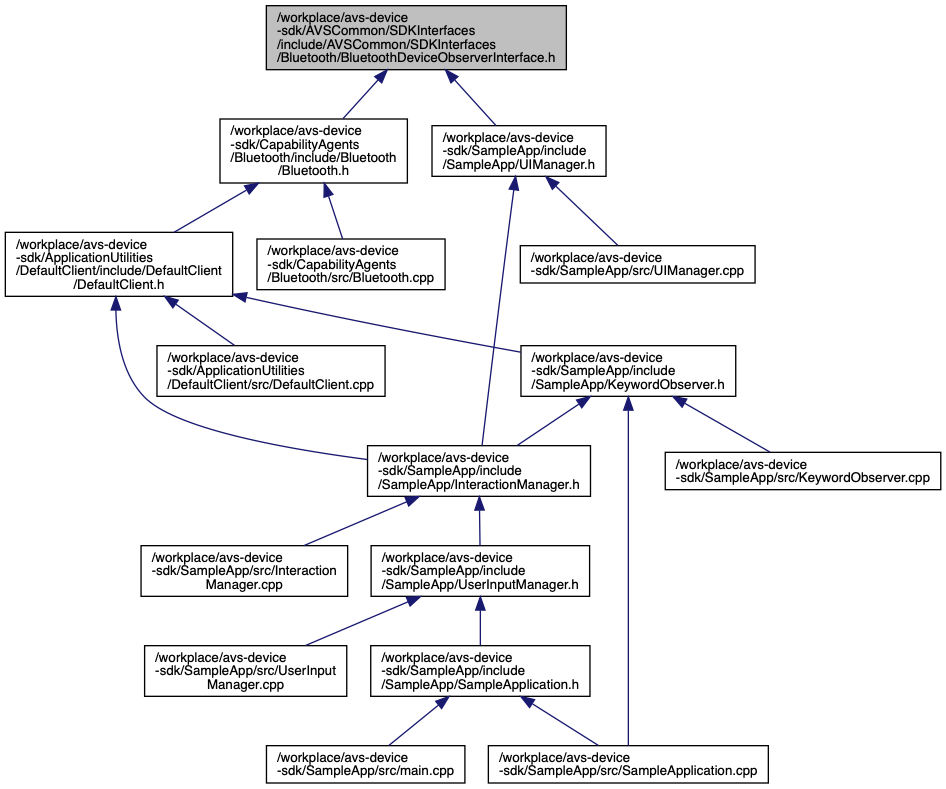 /workplace/avs-device
-sdk/AVSCommon/SDKInterfaces
/include/AVSCommon/SDKInterfaces
/Bluetooth/BluetoothDeviceObserverInterface.h
/workplace/avs-device
-sdk/CapabilityAgents
/Bluetooth/include/Bluetooth
/Bluetooth.h
/workplace/avs-device
-sdk/SampleApp/include
/SampleApp/UIManager.h
/workplace/avs-device
-sdk/ApplicationUtilities
/DefaultClient/include/DefaultClient
/DefaultClient.h
/workplace/avs-device
-sdk/CapabilityAgents
/Bluetooth/src/Bluetooth.cpp
/workplace/avs-device
-sdk/SampleApp/src/UIManager.cpp
/workplace/avs-device
-sdk/ApplicationUtilities
/DefaultClient/src/DefaultClient.cpp
/workplace/avs-device
-sdk/SampleApp/include
/SampleApp/KeywordObserver.h
/workplace/avs-device
-sdk/SampleApp/include
/SampleApp/InteractionManager.h
/workplace/avs-device
-sdk/SampleApp/src/KeywordObserver.cpp
/workplace/avs-device
-sdk/SampleApp/src/Interaction
Manager.cpp
/workplace/avs-device
-sdk/SampleApp/include
/SampleApp/UserInputManager.h
/workplace/avs-device
-sdk/SampleApp/src/UserInput
Manager.cpp
/workplace/avs-device
-sdk/SampleApp/include
/SampleApp/SampleApplication.h
/workplace/avs-device
-sdk/SampleApp/src/main.cpp
/workplace/avs-device
-sdk/SampleApp/src/SampleApplication.cpp